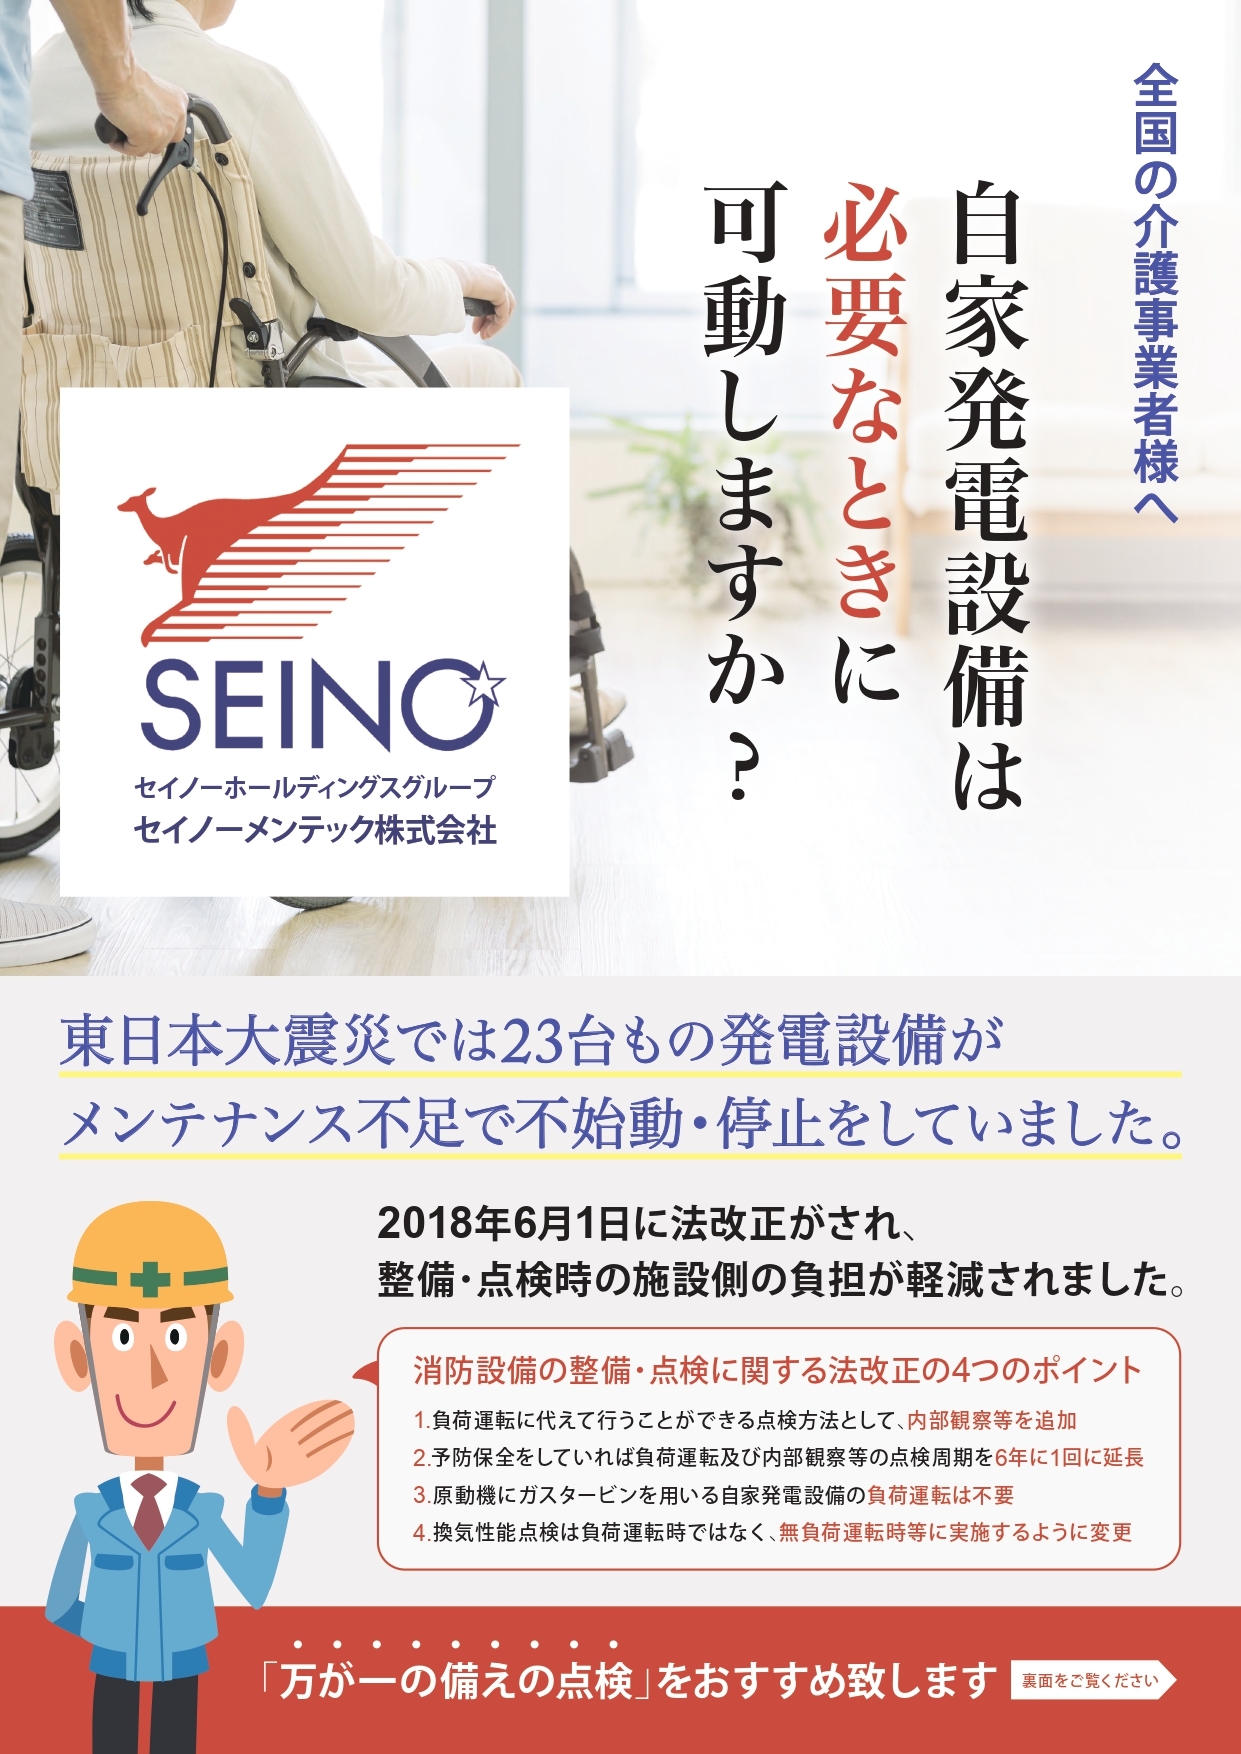 全国の介護事業者様へ
自家発電設備は
必要なときに
可動しますか?
SEINO
セイノーホールディングスグループ
セイノーメンテック株式会社
東日本大震災では23台もの発電設備が
メンテナンス不足で不始動・停止をしていました。
2018年6月1日に法改正がされ、
整備・点検時の施設側の負担が軽減されました。
消防設備の整備・点検に関する法改正の4つのポイント
1.負荷運転に代えて行うことができる点検方法として、内部観察等を追加
2.予防保全をしていれば負荷運転及び内部観察等の点検周期を6年に1回に延長
3.原動機にガスタービンを用いる自家発電設備の負荷運転は不要
4.換気性能点検は負荷運転時ではなく、無負荷運転時等に実施するように変更
「万が一の備えの点検」をおすすめ致します
裏面をご覧ください